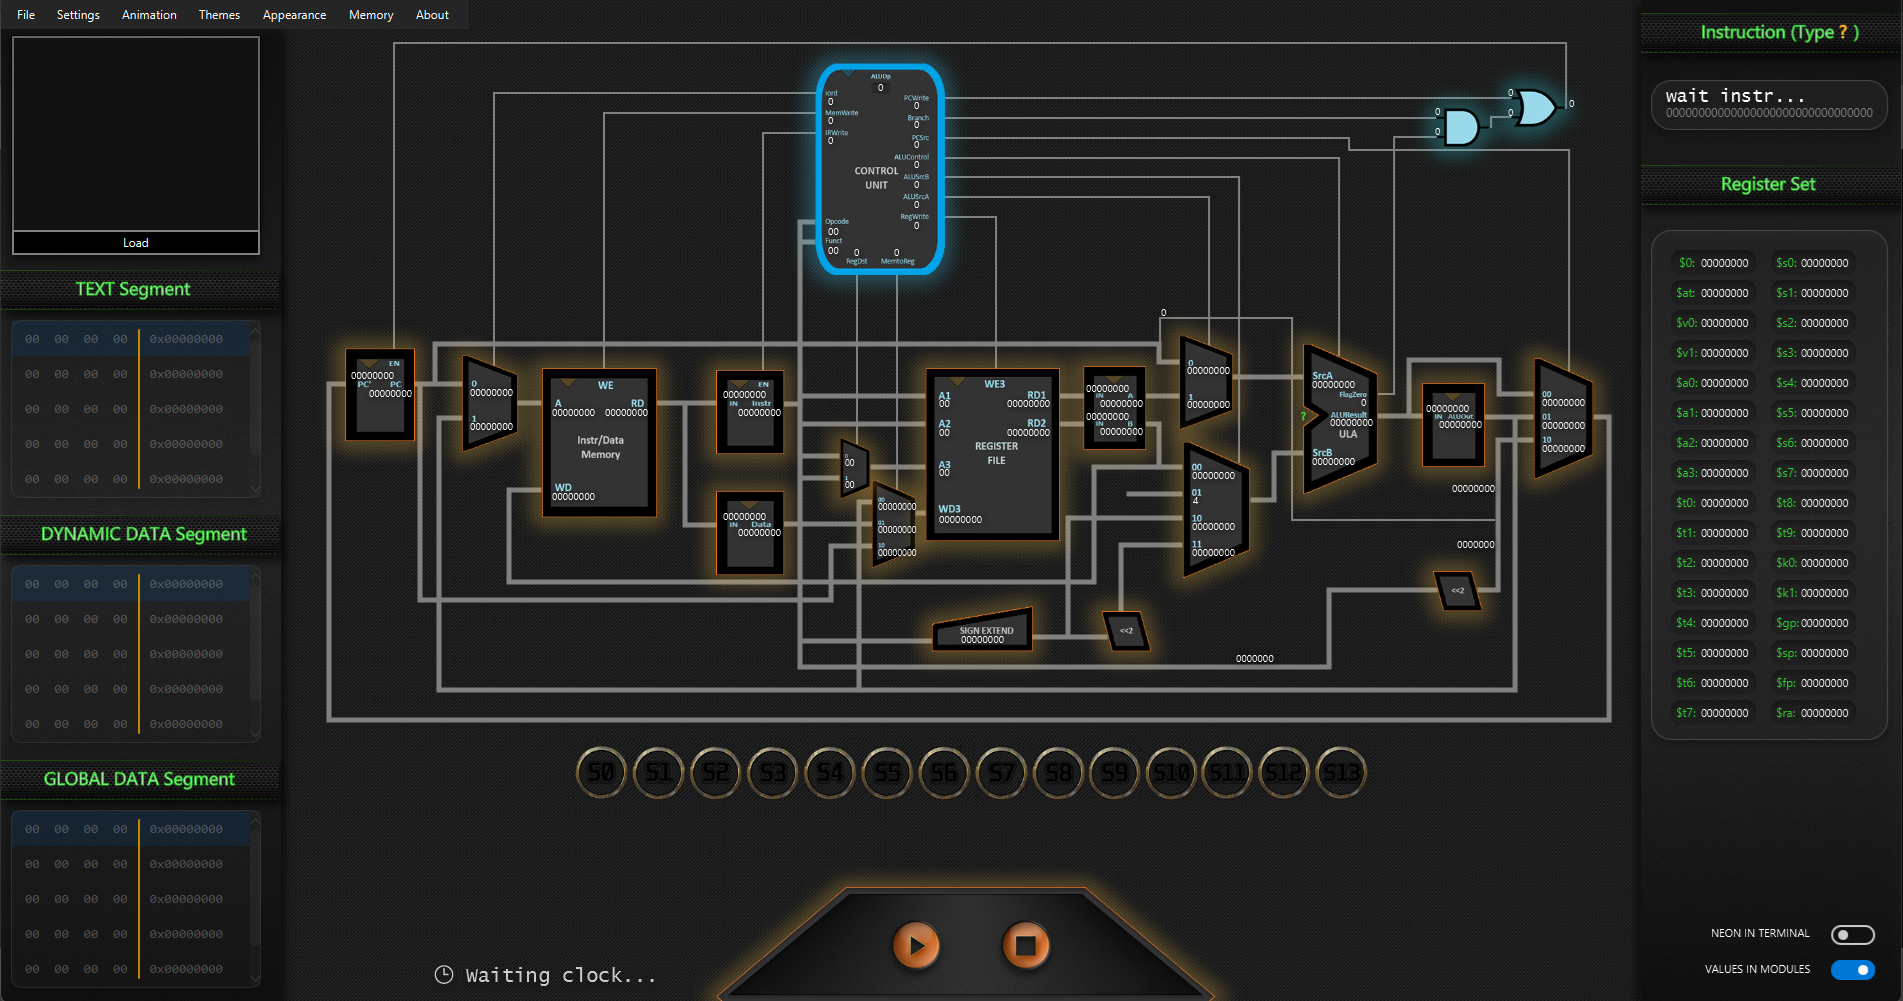 File Settings Animation Themes Appearance Memory About
Load
TEXT Segment
00 00 00 00 0x00000000
00 00 00 00 0x00000000
00 00 00 00 0x00000000
00 00 00 00 0x00000000
00 00 00 00 0x00000000
DYNAMIC DATA Segment
00 00 00 00 0x00000000
00 00 00 00 0x00000000
00 00 00 00 0x00000000
00 00 00 00 0x00000000
00 00 00 00 0x00000000
GLOBAL DATA Segment
00 00 00 00 0x00000000
00 00 00 00 0x00000000
00 00 00 00 0x00000000
00 00 00 00 0x00000000
00 00 00 00 0x00000000
ALUOp
0
Iord
0
MemWrite
0
IRWrite
0
PCWrite
0
Branch
0
PCSrc
0
ALUControl
0
ALUSrcB
0
ALUSrcA
0
RegWrite
0
CONTROL
UNIT
Opcode
00
Funct
00
0
RegDst
0
MemtoReg
0
0
0
0
0
0
EN
00000000
PC' PC
00000000
0
00000000
1
00000000
WE
A RD
00000000 00000000
Instr/Data
Memory
WD
00000000
EN
00000000
IN Instr
00000000
00000000
IN Data
00000000
0
00
1
00
00
00000000
01
00000000
10
00000000
WE3
A1 RD1
00 00000000
A2 RD2
00 00000000
REGISTER
FILE
A3
00
WD3
00000000
00000000
IN A
00000000
00000000
IN B
00000000
0
00000000
1
00000000
00
00000000
01
4
10
00000000
11
00000000
SrcA
00000000
FlagZero
0
?
ALUResult
00000000
ULA
SrcB
00000000
00000000
IN ALUOut
00000000
00
00000000
01
00000000
10
00000000
00000000
0000000
<<2
SIGN EXTEND
00000000
<<2
0000000
S0 S1 S2 S3 S4 S5 S6 S7 S8 S9 S10 S11 S12 S13
Waiting clock...
Instruction (Type ? )
wait instr...
00000000000000000000000000000000
Register Set
$0: 00000000 $s0: 00000000
$at: 00000000 $s1: 00000000
$v0: 00000000 $s2: 00000000
$v1: 00000000 $s3: 00000000
$a0: 00000000 $s4: 00000000
$a1: 00000000 $s5: 00000000
$a2: 00000000 $s6: 00000000
$a3: 00000000 $s7: 00000000
$t0: 00000000 $t8: 00000000
$t1: 00000000 $t9: 00000000
$t2: 00000000 $k0: 00000000
$t3: 00000000 $k1: 00000000
$t4: 00000000 $gp: 00000000
$t5: 00000000 $sp: 00000000
$t6: 00000000 $fp: 00000000
$t7: 00000000 $ra: 00000000
NEON IN TERMINAL
VALUES IN MODULES